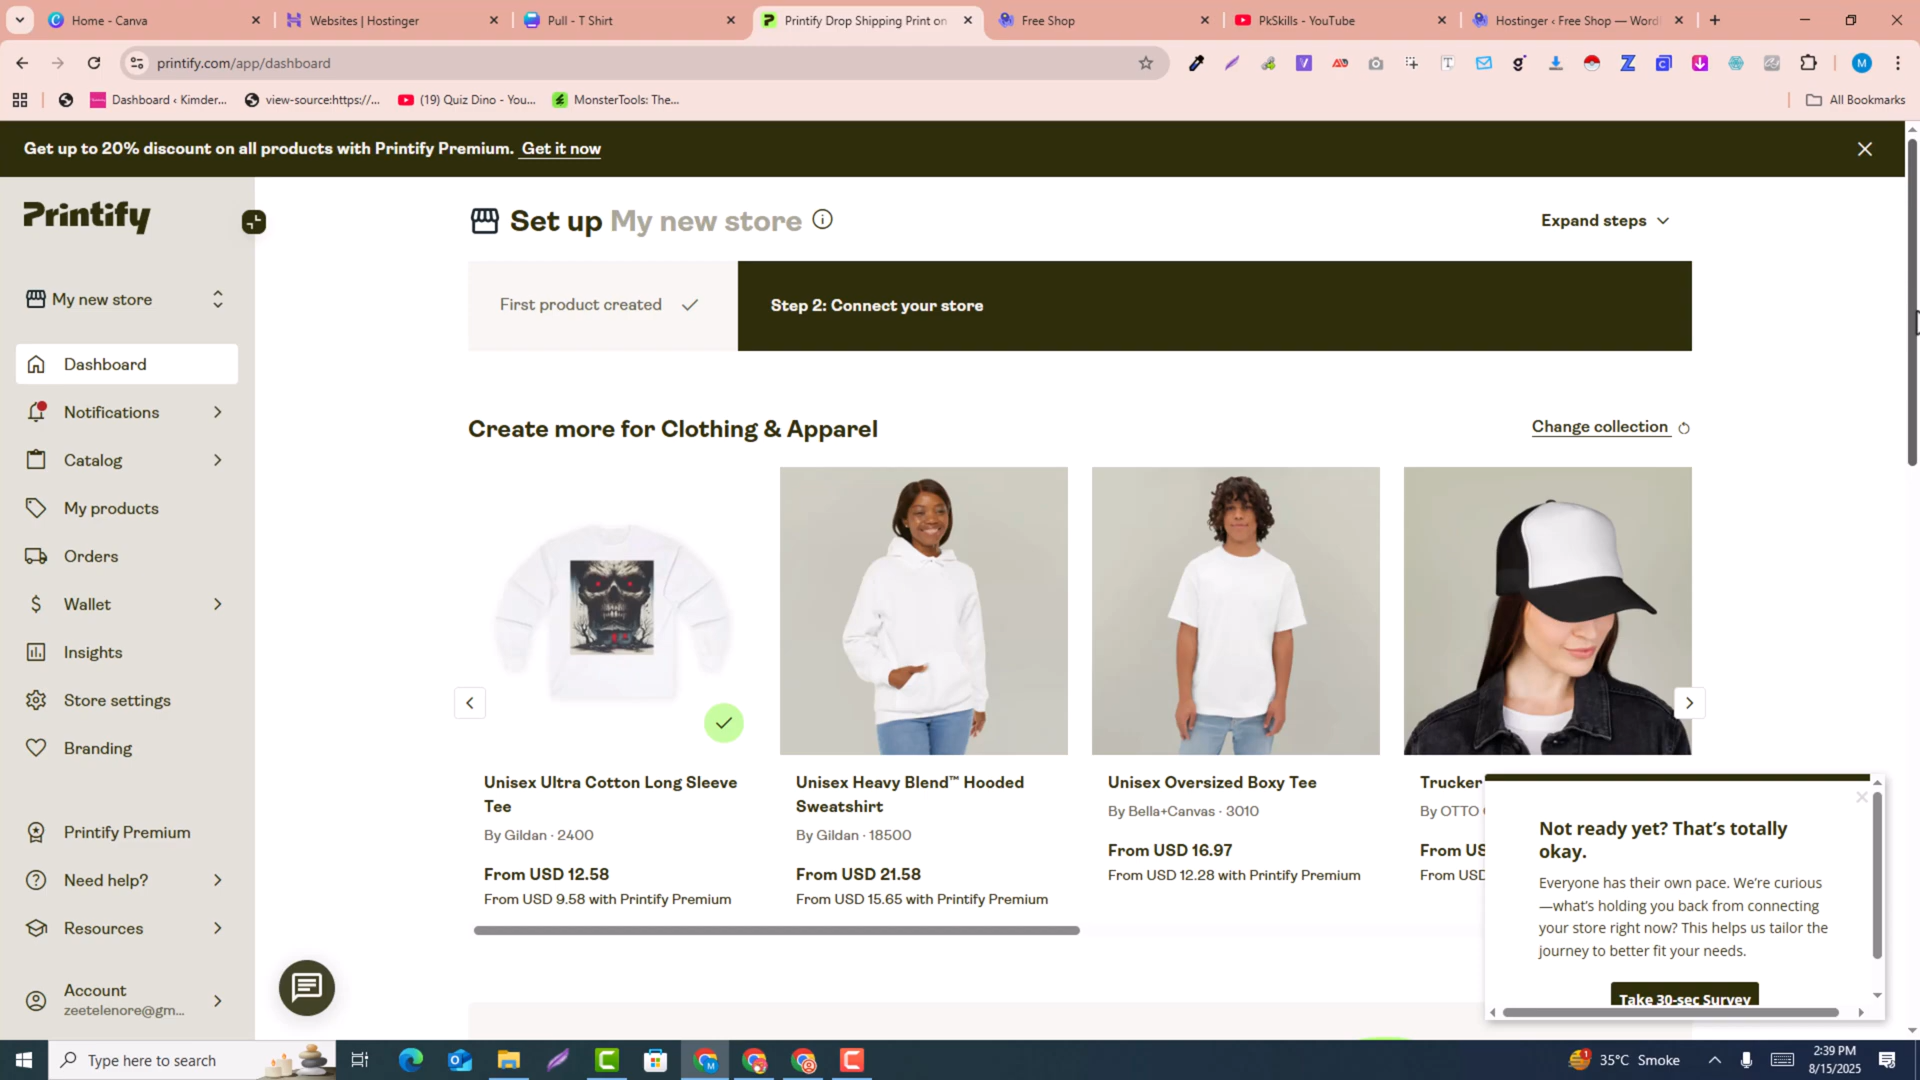 Home - Canva
Websites | Hostinger
Pull - T Shirt
Printify Drop Shipping Print on
Free Shop
PkSkills - YouTube
Hostinger ‹ Free Shop — Word
printify.com/app/dashboard
Dashboard ‹ Kimder...
view-source:https://...
(19) Quiz Dino - You...
MonsterTools: The...
All Bookmarks
Get up to 20% discount on all products with Printify Premium. Get it now
Printify
My new store
Dashboard
Notifications
Catalog
My products
Orders
Wallet
Insights
Store settings
Branding
Printify Premium
Need help?
Resources
Account
zeetelenore@gm...
Set up My new store
Expand steps
First product created
Step 2: Connect your store
Create more for Clothing & Apparel
Change collection
Unisex Ultra Cotton Long Sleeve
Tee
By Gildan · 2400
From USD 12.58
From USD 9.58 with Printify Premium
Unisex Heavy Blend™ Hooded
Sweatshirt
By Gildan · 18500
From USD 21.58
From USD 15.65 with Printify Premium
Unisex Oversized Boxy Tee
By Bella+Canvas · 3010
From USD 16.97
From USD 12.28 with Printify Premium
Trucker
By OTTO
From US
From USD
Not ready yet? That's totally
okay.
Everyone has their own pace. We're curious
—what's holding you back from connecting
your store right now? This helps us tailor the
journey to better fit your needs.
Take 30-sec Survey
Type here to search
35°C Smoke
2:39 PM
8/15/2025